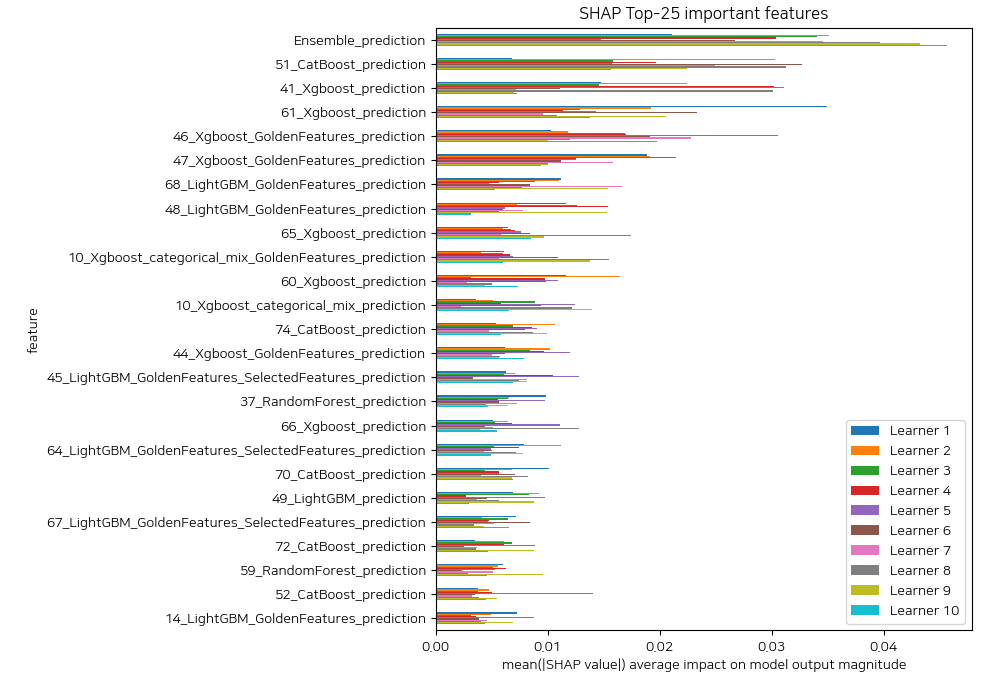 SHAP Top-25 important features
Ensemble_prediction
51_CatBoost_prediction
41_Xgboost_prediction
61_Xgboost_prediction
46_Xgboost_GoldenFeatures_prediction
47_Xgboost_GoldenFeatures_prediction
68_LightGBM_GoldenFeatures_prediction
48_LightGBM_GoldenFeatures_prediction
65_Xgboost_prediction
10_Xgboost_categorical_mix_GoldenFeatures_prediction
60_Xgboost_prediction
10_Xgboost_categorical_mix_prediction
74_CatBoost_prediction
44_Xgboost_GoldenFeatures_prediction
45_LightGBM_GoldenFeatures_SelectedFeatures_prediction
37_RandomForest_prediction
66_Xgboost_prediction
64_LightGBM_GoldenFeatures_SelectedFeatures_prediction
70_CatBoost_prediction
49_LightGBM_prediction
67_LightGBM_GoldenFeatures_SelectedFeatures_prediction
72_CatBoost_prediction
59_RandomForest_prediction
52_CatBoost_prediction
14_LightGBM_GoldenFeatures_prediction
feature
Learner 1
Learner 2
Learner 3
Learner 4
Learner 5
Learner 6
Learner 7
Learner 8
Learner 9
Learner 10
0.00 0.01 0.02 0.03 0.04
mean(|SHAP value|) average impact on model output magnitude